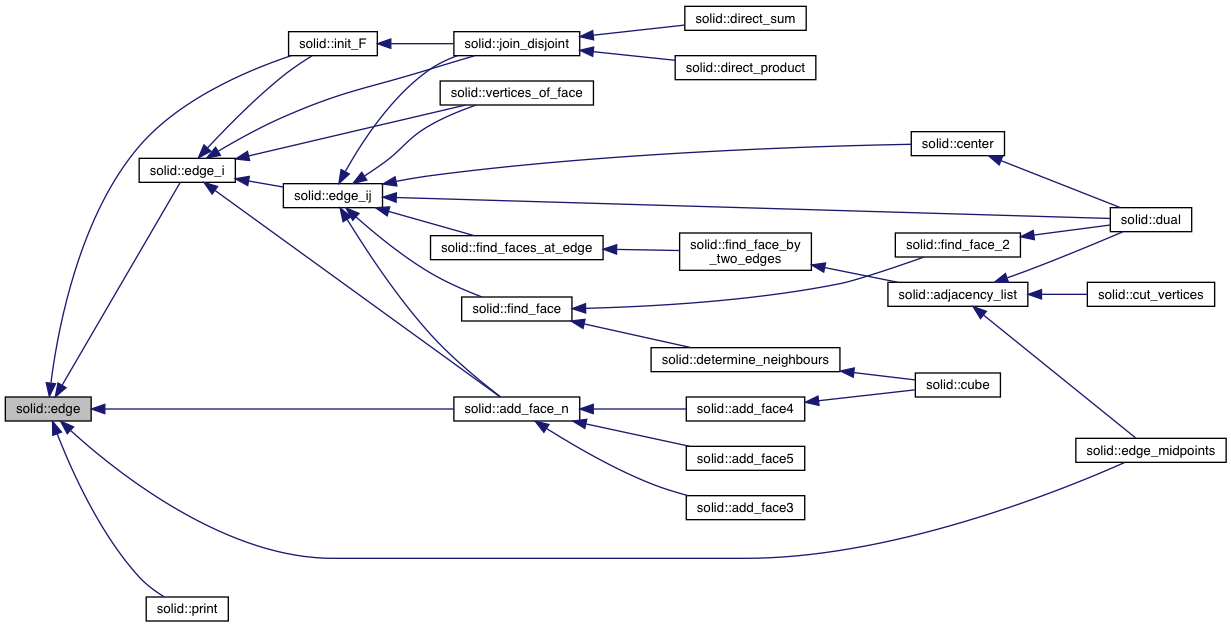 solid::direct_sum
solid::init_F
solid::join_disjoint
solid::direct_product
solid::vertices_of_face
solid::center
solid::edge_i
solid::edge_ij
solid::dual
solid::find_faces_at_edge
solid::find_face_by
_two_edges
solid::find_face_2
solid::adjacency_list
solid::cut_vertices
solid::find_face
solid::determine_neighbours
solid::cube
solid::edge
solid::add_face_n
solid::add_face4
solid::edge_midpoints
solid::add_face5
solid::add_face3
solid::print